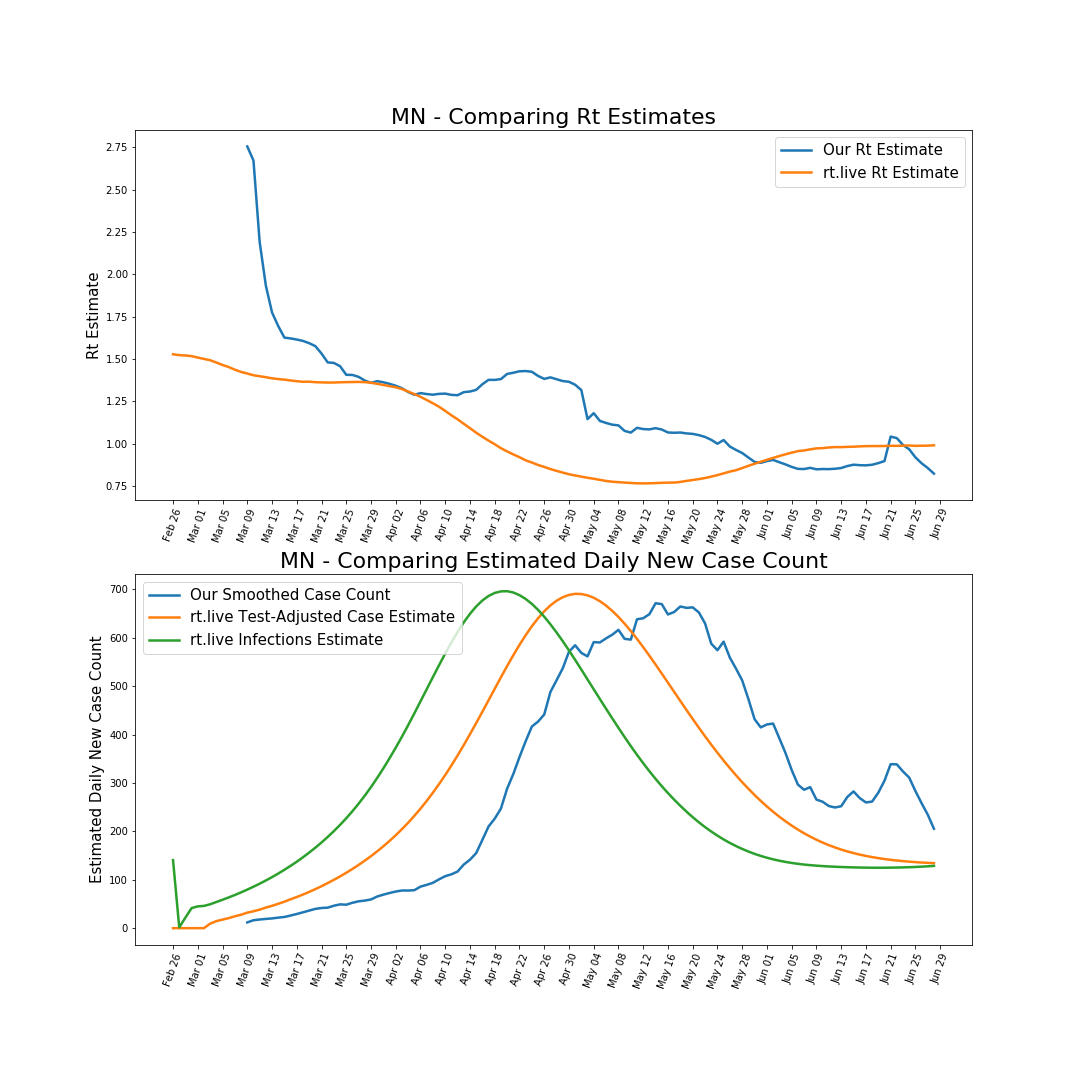 MN - Comparing Rt Estimates
Our Rt Estimate
rt.live Rt Estimate
Rt Estimate
2.75
2.50
2.25
2.00
1.75
1.50
1.25
1.00
0.75
Feb 26 Mar 01 Mar 05 Mar 09 Mar 13 Mar 17 Mar 21 Mar 25 Mar 29 Apr 02 Apr 06 Apr 10 Apr 14 Apr 18 Apr 22 Apr 26 Apr 30 May 04 May 08 May 12 May 16 May 20 May 24 May 28 Jun 01 Jun 05 Jun 09 Jun 13 Jun 17 Jun 21 Jun 25 Jun 29
MN - Comparing Estimated Daily New Case Count
Our Smoothed Case Count
rt.live Test-Adjusted Case Estimate
rt.live Infections Estimate
Estimated Daily New Case Count
700
600
500
400
300
200
100
0
Feb 26 Mar 01 Mar 05 Mar 09 Mar 13 Mar 17 Mar 21 Mar 25 Mar 29 Apr 02 Apr 06 Apr 10 Apr 14 Apr 18 Apr 22 Apr 26 Apr 30 May 04 May 08 May 12 May 16 May 20 May 24 May 28 Jun 01 Jun 05 Jun 09 Jun 13 Jun 17 Jun 21 Jun 25 Jun 29